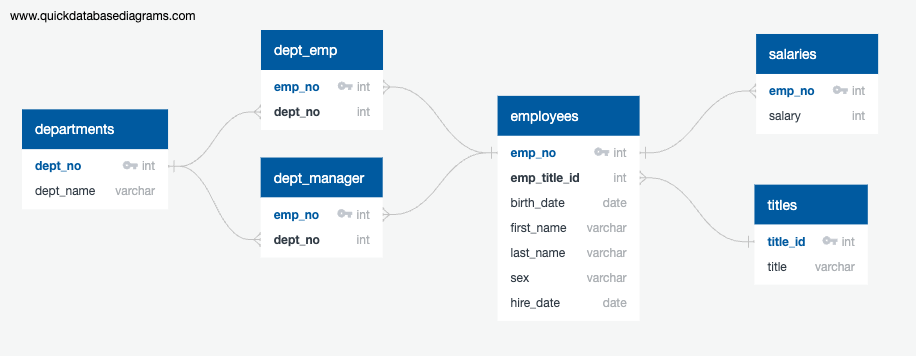 www.quickdatabasediagrams.com
departments
dept_no int
dept_name varchar
dept_emp
emp_no int
dept_no int
dept_manager
emp_no int
dept_no int
employees
emp_no int
emp_title_id int
birth_date date
first_name varchar
last_name varchar
sex varchar
hire_date date
salaries
emp_no int
salary int
titles
title_id int
title varchar